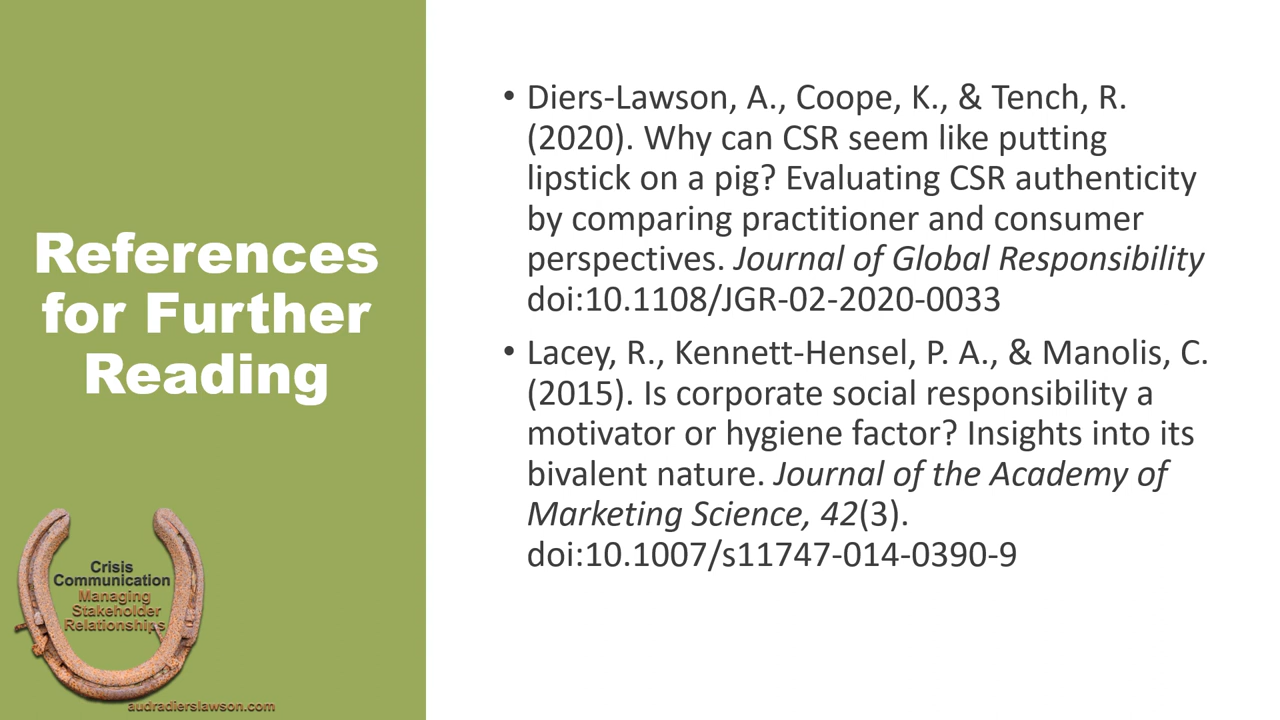 References
for Further
Reading
• Diers-Lawson, A., Coope, K., & Tench, R.
(2020). Why can CSR seem like putting
lipstick on a pig? Evaluating CSR authenticity
by comparing practitioner and consumer
perspectives. Journal of Global Responsibility
doi:10.1108/JGR-02-2020-0033
• Lacey, R., Kennett-Hensel, P. A., & Manolis, C.
(2015). Is corporate social responsibility a
motivator or hygiene factor? Insights into its
bivalent nature. Journal of the Academy of
Marketing Science, 42(3).
doi:10.1007/s11747-014-0390-9
Crisis
Communication
Managing
Stakeholder
Relationships
audradierslawson.com